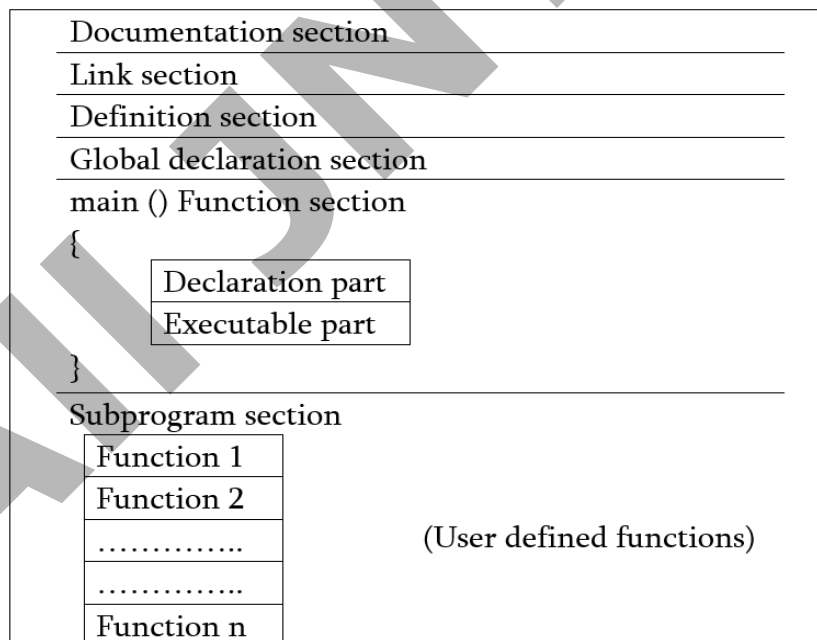 Documentation section
Link section
Definition section
Global declaration section
main () Function section
{
Declaration part
Executable part
}
Subprogram section
Function 1
Function 2
…………..
(User defined functions)
…………..
Function n